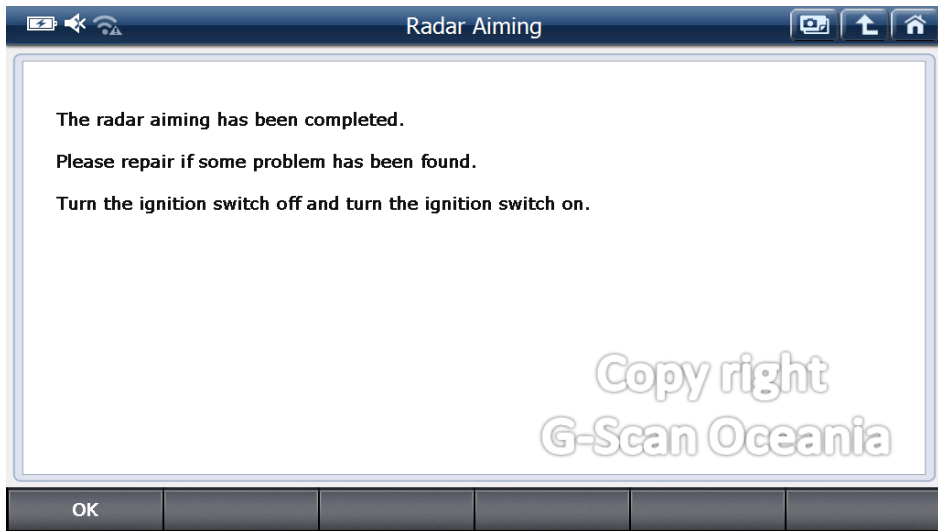 Radar Aiming
The radar aiming has been completed.
Please repair if some problem has been found.
Turn the ignition switch off and turn the ignition switch on.
Copy right
G-Scan Oceania
OK